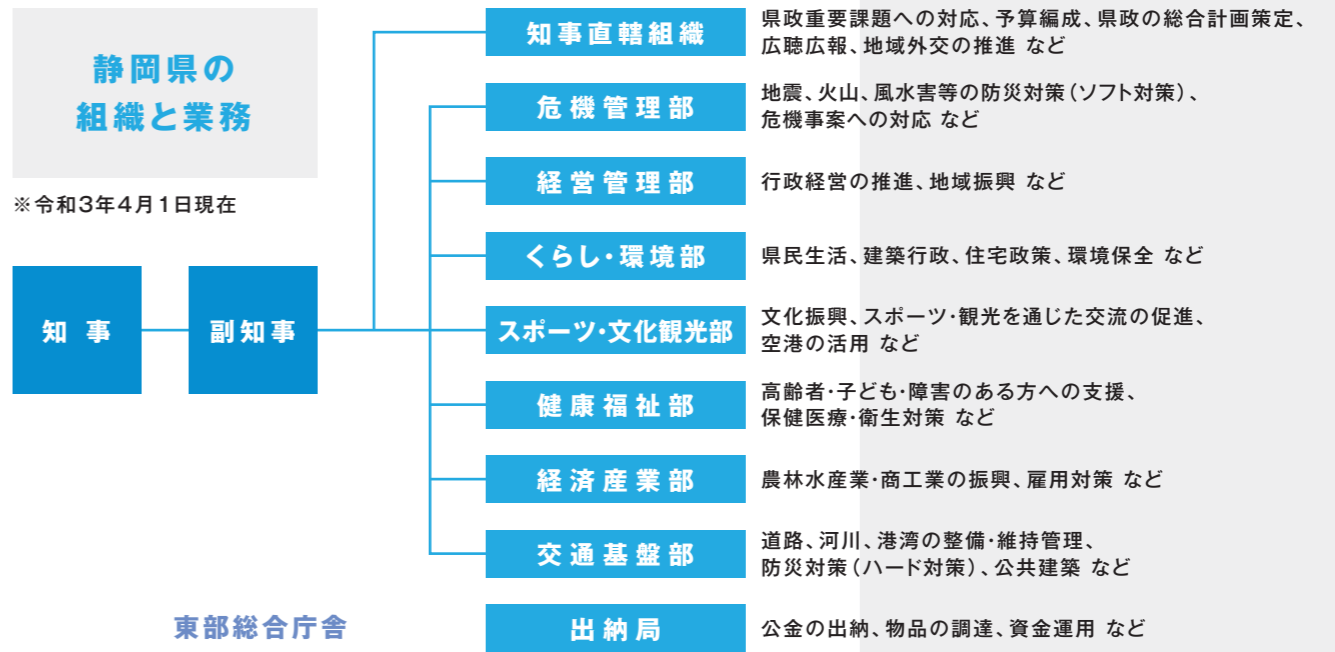 静岡県の
組織と業務
※令和3年4月1日現在
知事
副知事
知事直轄組織
県政重要課題への対応、予算編成、県政の総合計画策定、
広聴広報、地域外交の推進 など
危機管理部
地震、火山、風水害等の防災対策(ソフト対策)、
危機事案への対応 など
経営管理部
行政経営の推進、地域振興 など
くらし・環境部
県民生活、建築行政、住宅政策、環境保全 など
スポーツ・文化観光部
文化振興、スポーツ・観光を通じた交流の促進、
空港の活用 など
健康福祉部
高齢者・子ども・障害のある方への支援、
保健医療・衛生対策 など
経済産業部
農林水産業・商工業の振興、雇用対策 など
交通基盤部
道路、河川、港湾の整備・維持管理、
防災対策(ハード対策)、公共建築 など
東部総合庁舎
出納局
公金の出納、物品の調達、資金運用 など